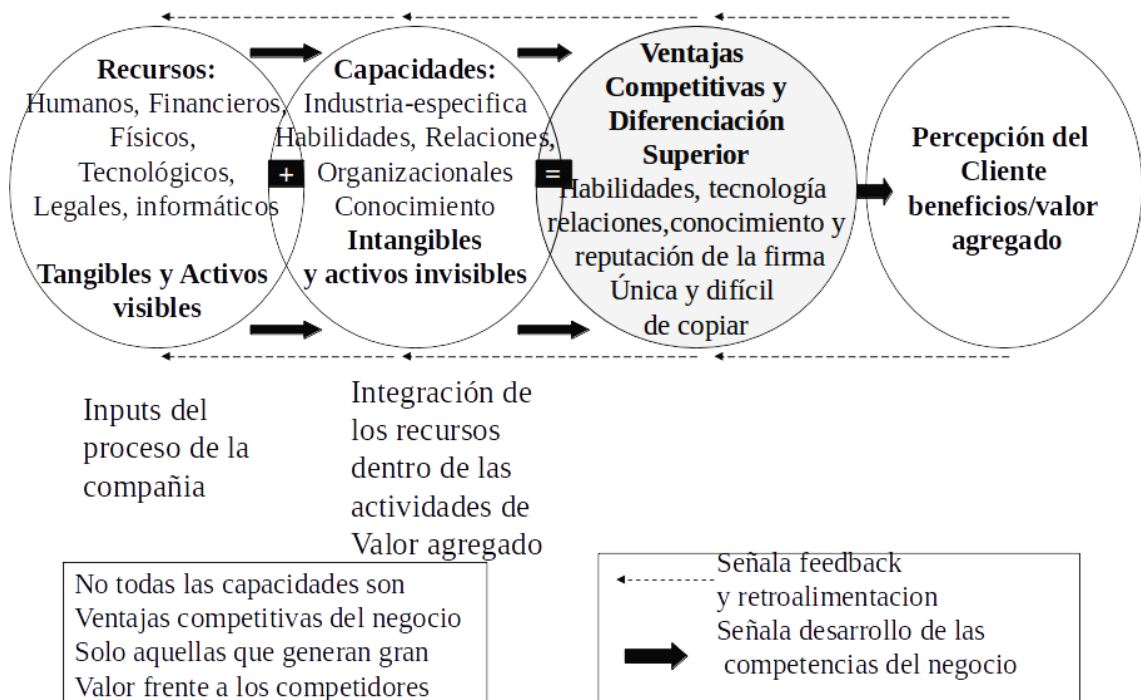 Recursos:
Humanos, Financieros,
Físicos,
Tecnológicos,
Legales, informáticos
Tangibles y Activos
visibles
+
Capacidades:
Industria-especifica
Habilidades, Relaciones,
Organizacionales
Conocimiento
Intangibles
y activos invisibles
=
Ventajas
Competitivas y
Diferenciación
Superior
Habilidades, tecnología
relaciones,conocimiento y
reputación de la firma
Única y difícil
de copiar
Percepción del
Cliente
beneficios/valor
agregado
Inputs del
proceso de la
compañia
Integración de
los recursos
dentro de las
actividades de
Valor agregado
No todas las capacidades son
Ventajas competitivas del negocio
Solo aquellas que generan gran
Valor frente a los competidores
Señala feedback
y retroalimentacion
Señala desarrollo de las
competencias del negocio